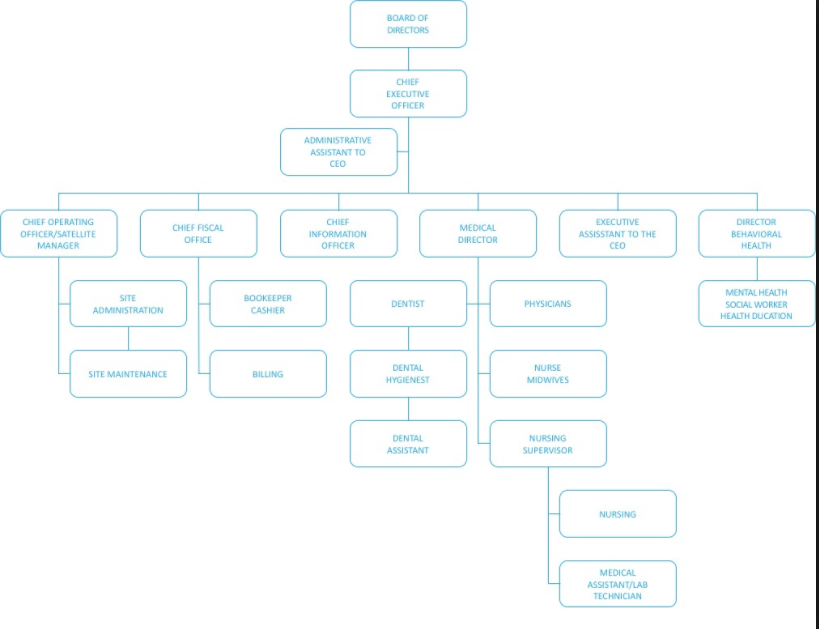 BOARD OF
DIRECTORS
CHIEF
EXECUTIVE
OFFICER
ADMINISTRATIVE
ASSISTANT TO
CEO
CHIEF OPERATING
OFFICER/SATELLITE
MANAGER
CHIEF FISCAL
OFFICE
CHIEF
INFORMATION
OFFICER
MEDICAL
DIRECTOR
EXECUTIVE
ASSISSTANT TO THE
CEO
DIRECTOR
BEHAVIORAL
HEALTH
SITE
ADMINISTRATION
BOOKEEPER
CASHIER
DENTIST
PHYSICIANS
MENTAL HEALTH
SOCIAL WORKER
HEALTH DUCATION
SITE MAINTENANCE
BILLING
DENTAL
HYGIENEST
NURSE
MIDWIVES
DENTAL
ASSISTANT
NURSING
SUPERVISOR
NURSING
MEDICAL
ASSISTANT/LAB
TECHNICIAN